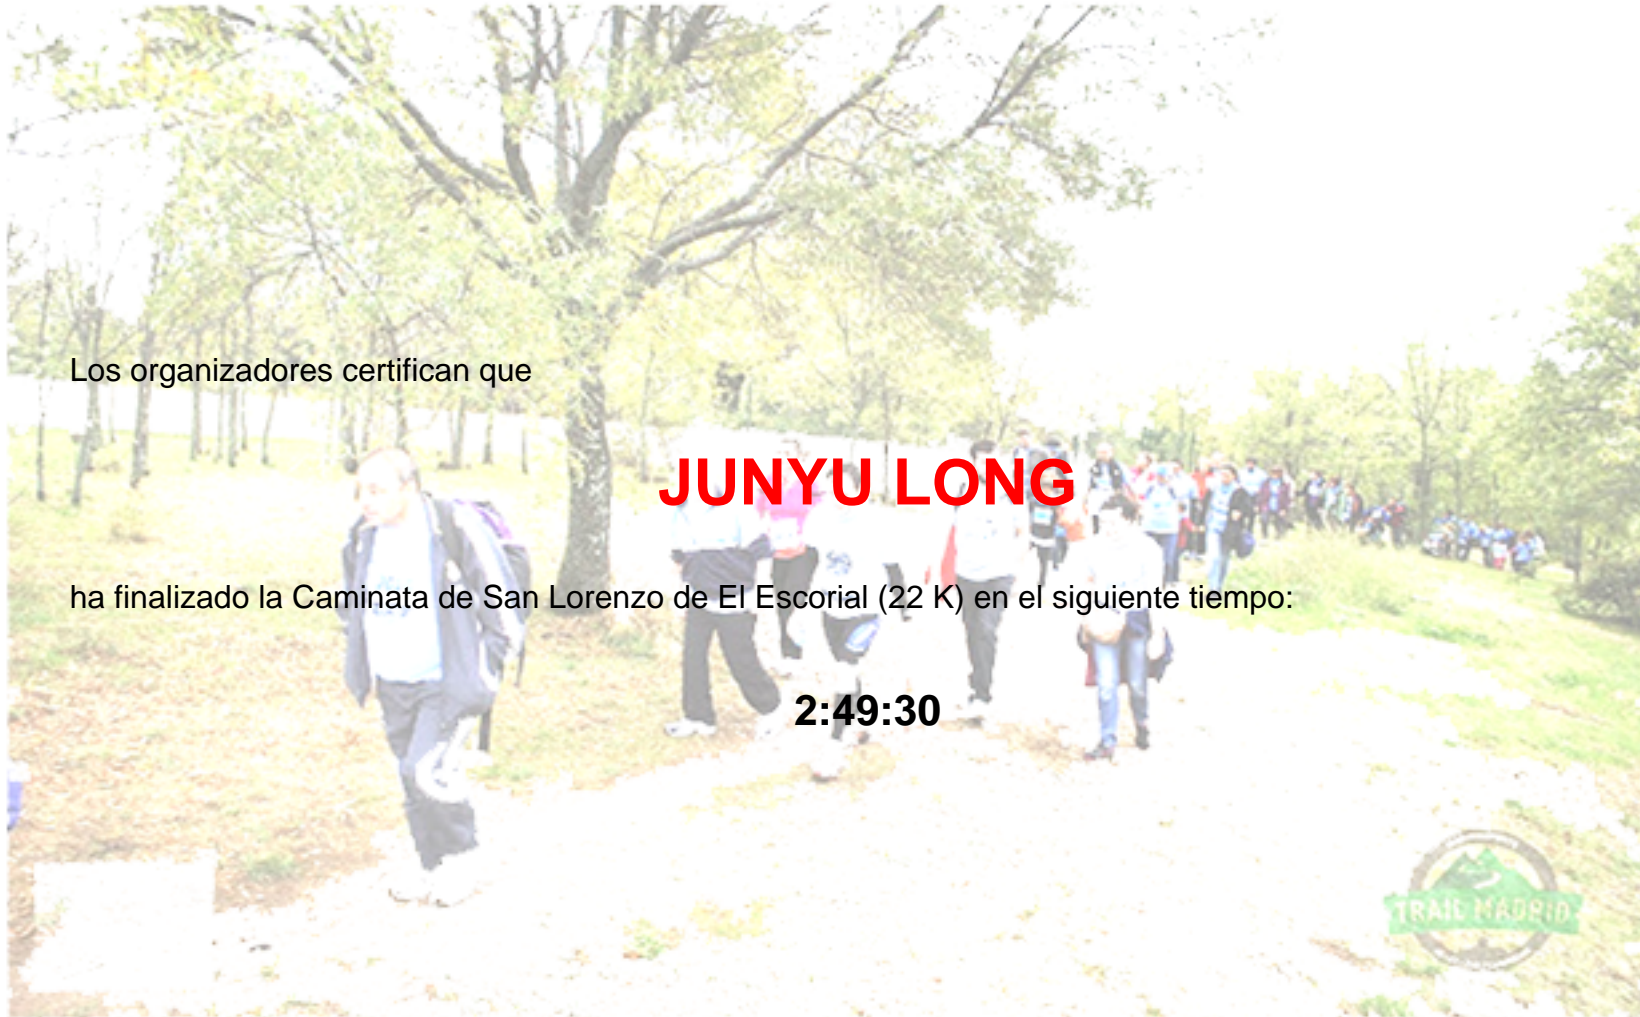 Los organizadores certifican que
JUNYU LONG
ha finalizado la Caminata de San Lorenzo de El Escorial (22 K) en el siguiente tiempo:
2:49:30
TRAIL MADRID